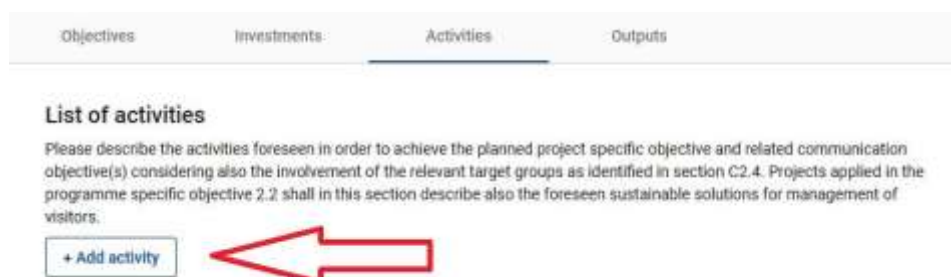 Objectives Investments Activities Outputs
List of activities
Please describe the activities foreseen in order to achieve the planned project specific objective and related communication
objective(s) considering also the involvement of the relevant target groups as identified in section C2.4. Projects applied in the
programme specific objective 2.2 shall in this section describe also the foreseen sustainable solutions for management of
visitors.
+ Add activity